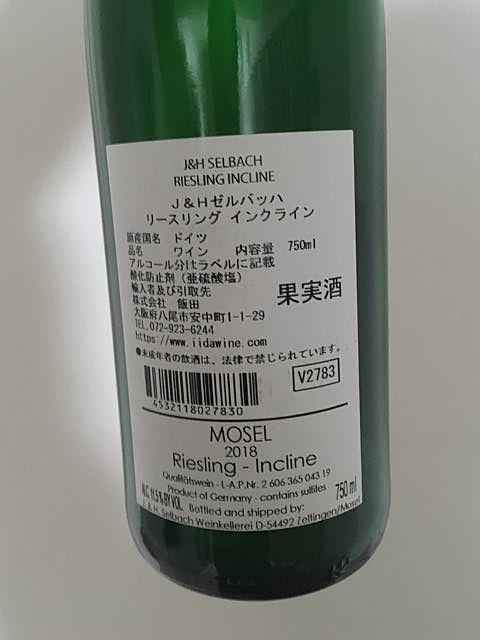 J&H SELBACH
RIESLING INCLINE
J&Hゼルバッハ
リースリング インクライン
原産国名 ドイツ
品名 ワイン 内容量 750ml
アルコール分はラベルに記載
酸化防止剤(亜硫酸塩)
輸入者及び引取先
株式会社 飯田
果実酒
大阪府八尾市安中町1-1-29
TEL.072-923-6244
https://www.iidawine.com
●未成年者の飲酒は、法律で禁じられています。
V2783
4532118027830
MOSEL
2018
Riesling - Incline
Qualitätswein - L-A.P.Nr. 2 606 365 043 19
Product of Germany - contains sulfites
ALC. 11,5 % BY VOL
Bottled and shipped by:
750 ml
J. & H. Selbach Weinkellerei D-54492 Zeltingen/Mosel